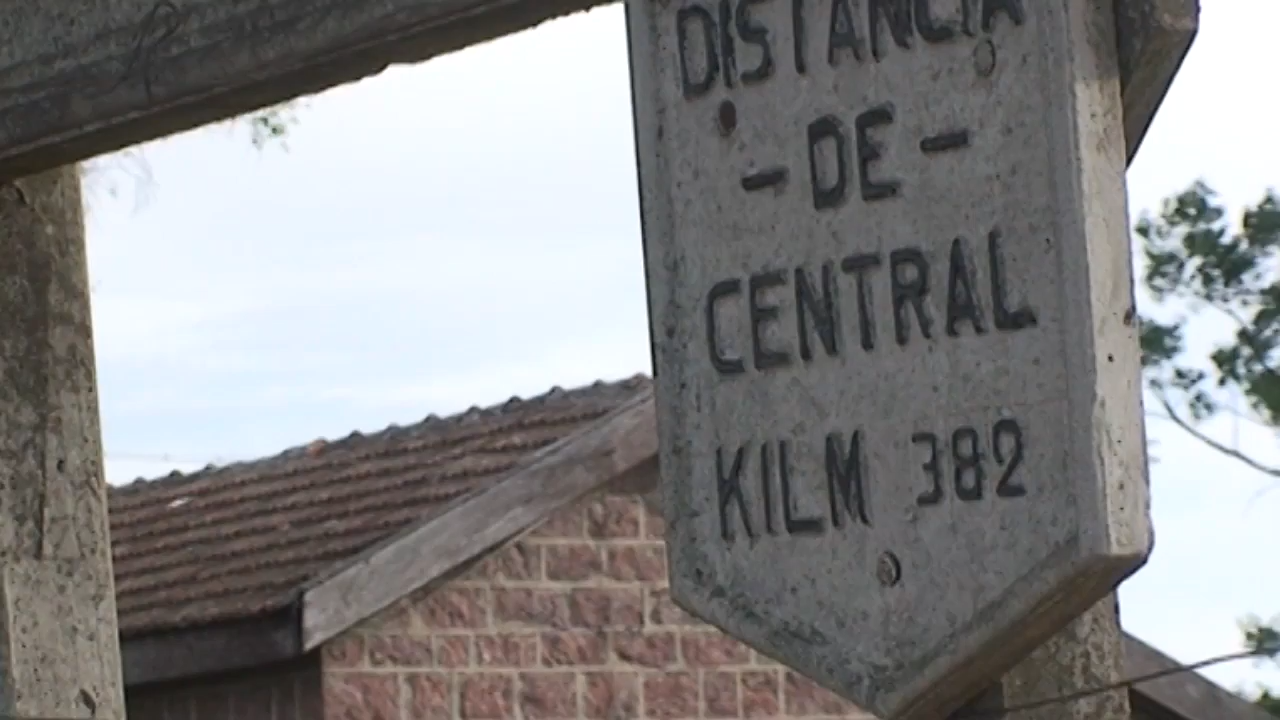 DISTANCIA
- DE -
CENTRAL
KILM 382